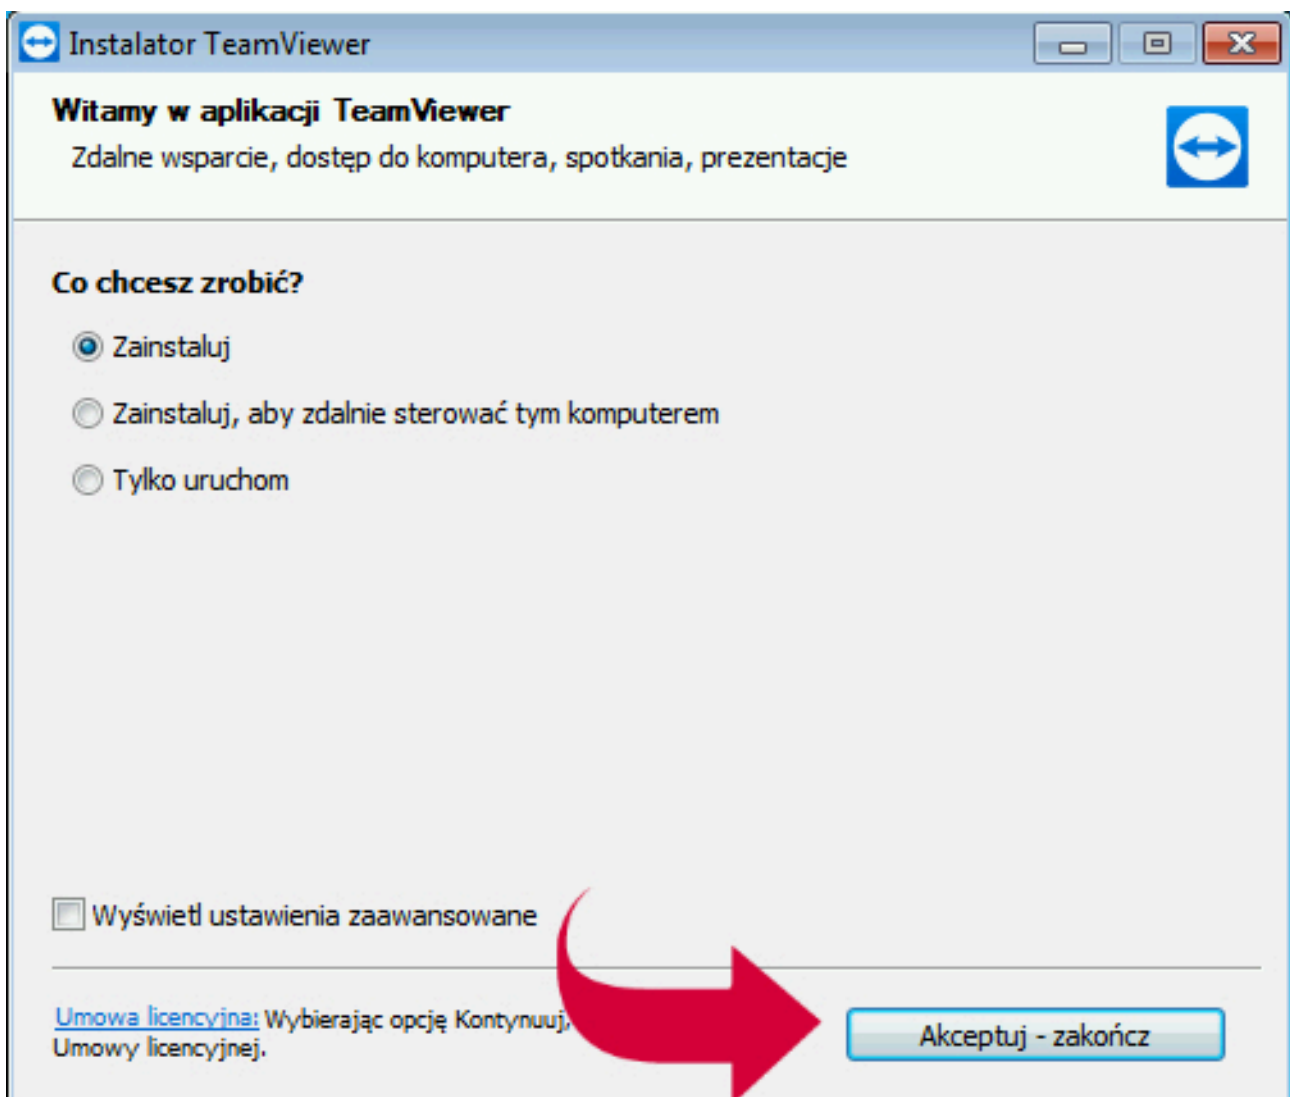 Instalator TeamViewer
Witamy w aplikacji TeamViewer
Zdalne wsparcie, dostęp do komputera, spotkania, prezentacje
Co chcesz zrobić?
Zainstaluj
Zainstaluj, aby zdalnie sterować tym komputerem
Tylko uruchom
Wyświetl ustawienia zaawansowane
Umowa licencyjna: Wybierając opcję Kontynuuj,
Umowy licencyjnej.
Akceptuj - zakończ